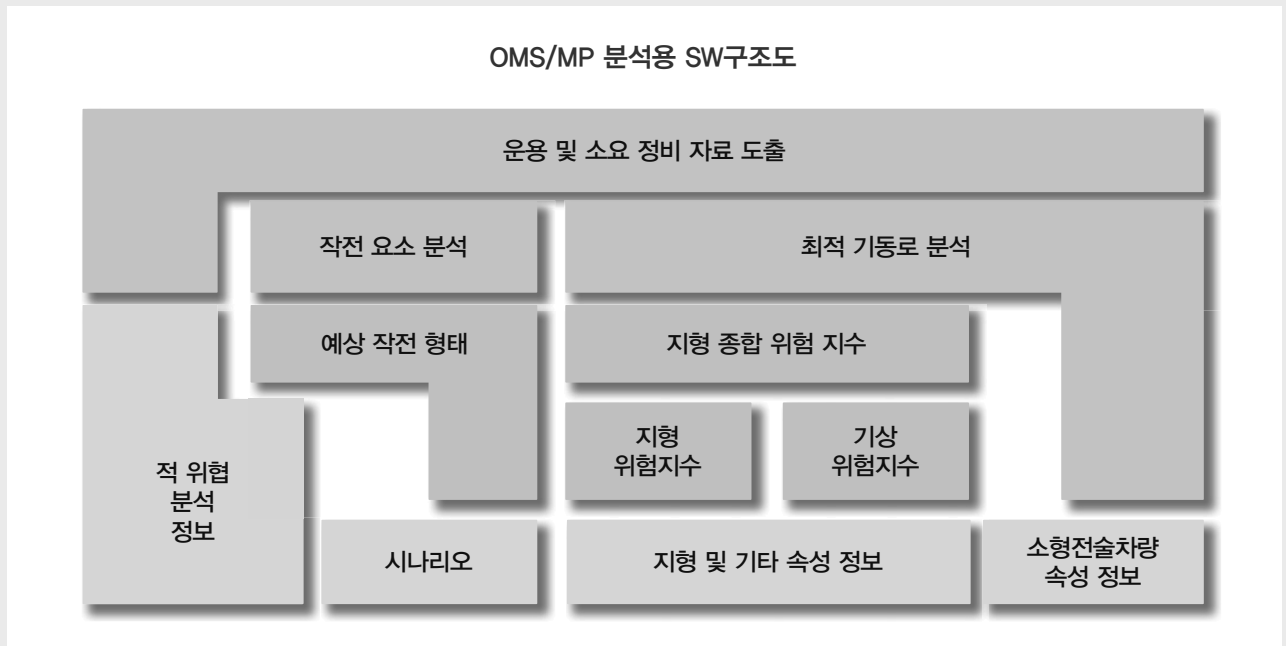 OMS/MP 분석용 SW구조도
운용 및 소요 정비 자료 도출
작전 요소 분석
최적 기동로 분석
예상 작전 형태
지형 종합 위험 지수
지형
위험지수
기상
위험지수
적 위협
분석
정보
시나리오
지형 및 기타 속성 정보
소형전술차량
속성 정보